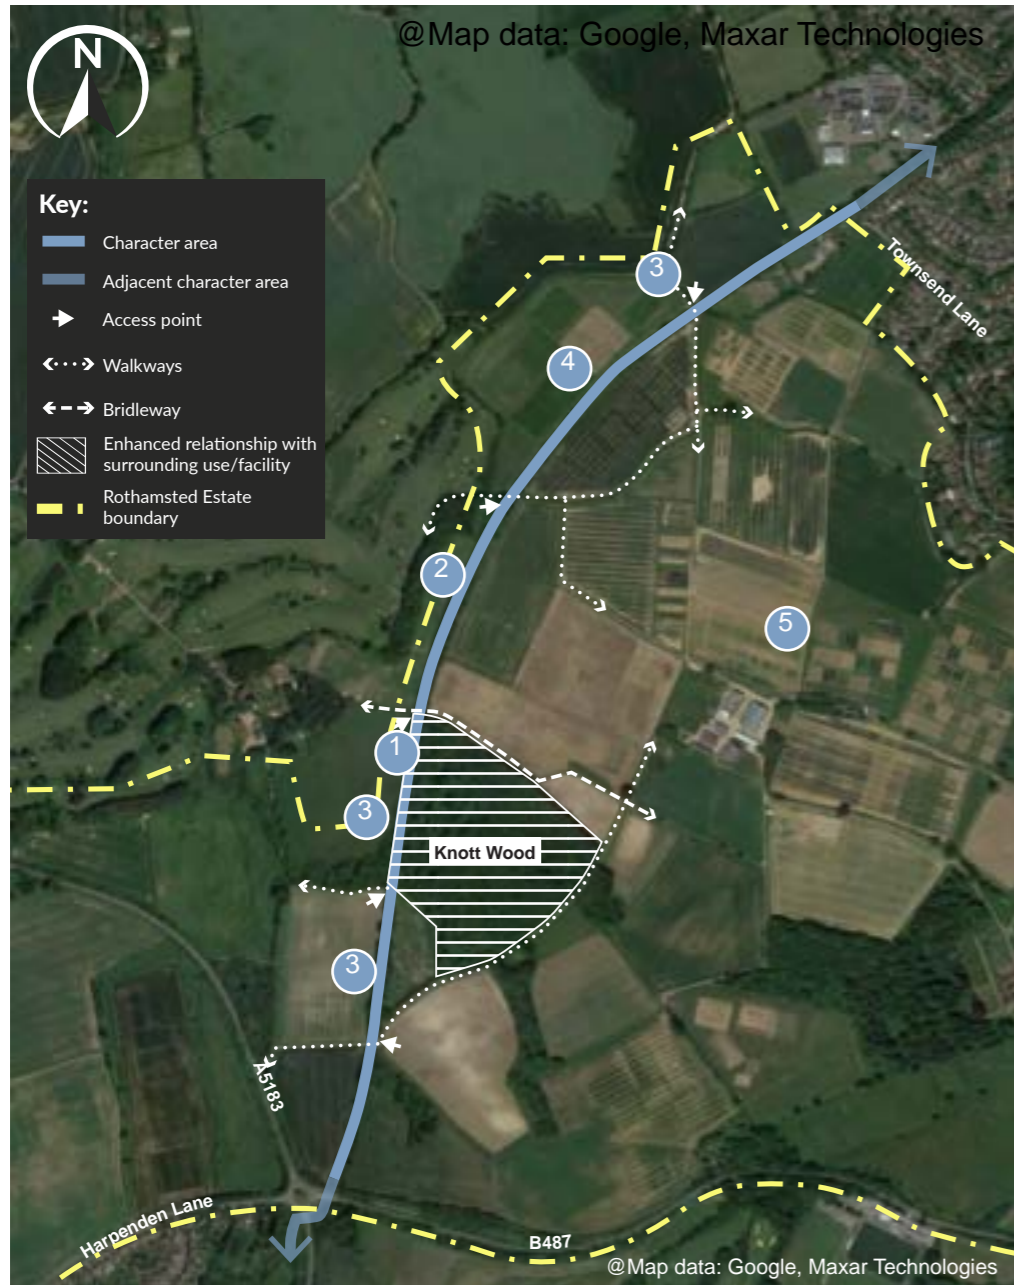 @Map data: Google, Maxar Technologies
N
Key:
Character area
Adjacent character area
Access point
Walkways
Bridleway
Enhanced relationship with
surrounding use/facility
Rothamsted Estate
boundary
Townsend Lane
3
4
2
5
1
3
Knott Wood
3
A5183
Harpenden Lane
B487
@Map data: Google, Maxar Technologies